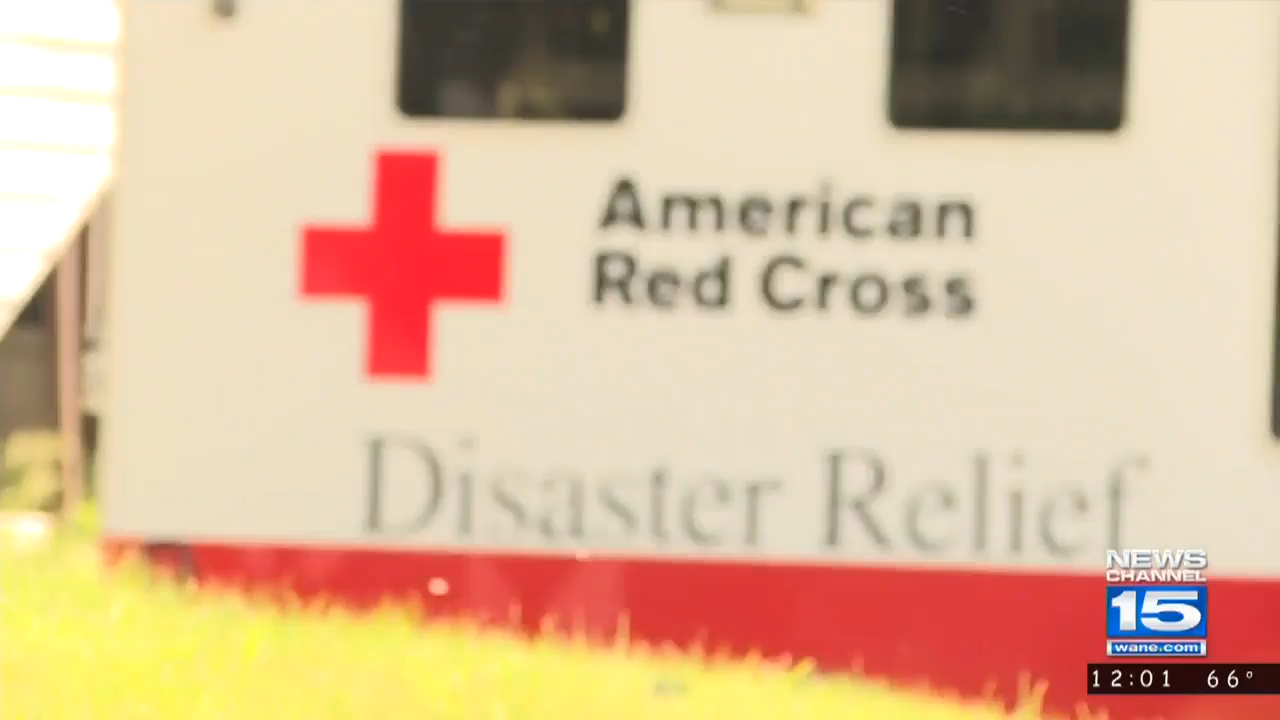 American
Red Cross
Disaster Relief
NEWS
CHANNEL
15
wane.com
12:01 66°